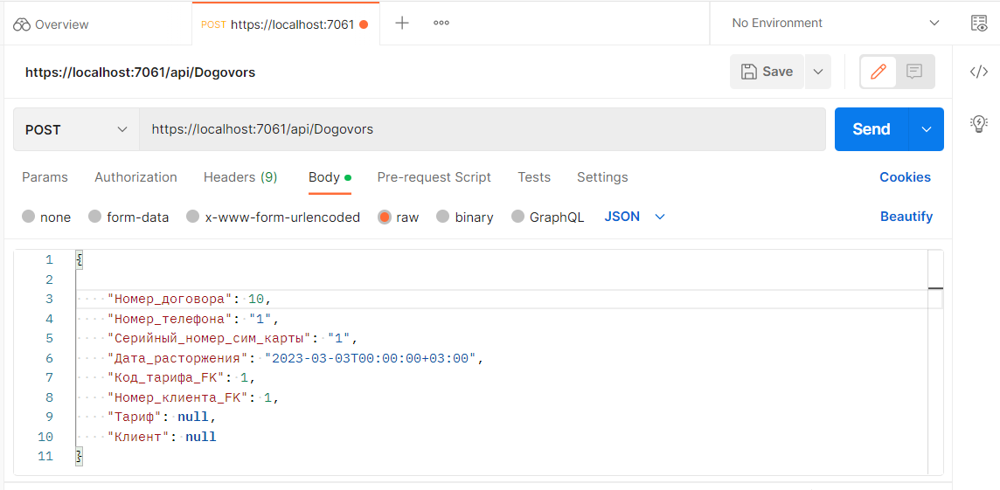 Overview
POST https://localhost:7061
No Environment
https://localhost:7061/api/Dogovors
Save
</>
POST
https://localhost:7061/api/Dogovors
Send
Params Authorization Headers (9) Body Pre-request Script Tests Settings Cookies
none form-data x-www-form-urlencoded raw binary GraphQL JSON Beautify
1 {
2
3 "Номер_договора": 10,
4 "Номер_телефона": "1",
5 "Серийный_номер_сим_карты": "1",
6 "Дата_расторжения": "2023-03-03T00:00:00+03:00",
7 "Код_тарифа_FK": 1,
8 "Номер_клиента_FK": 1,
9 "Тариф": null,
10 "Клиент": null
11 }